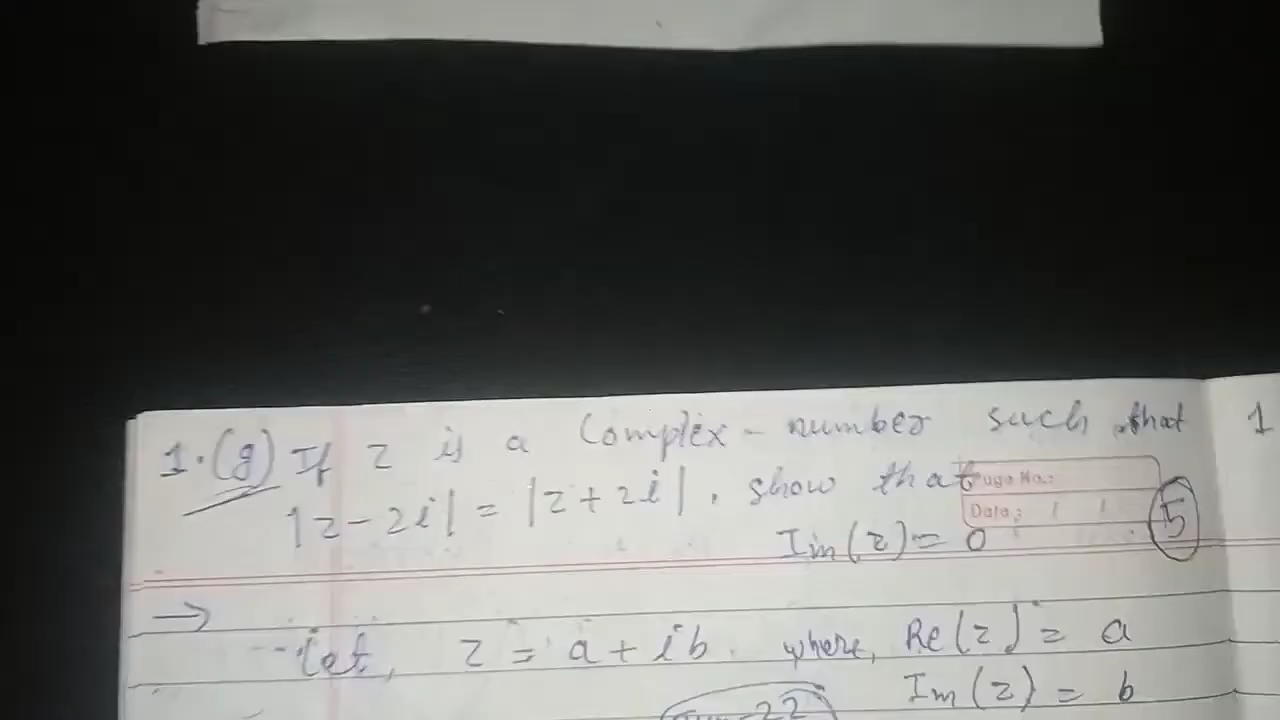 1.(g) If z is a Complex-number such that
|z-2i| = |z+2i|. show that
Page No.:
Date: / /
5
Im(z)=0
→
Let, z = a+ib. where, Re(z) = a
Im(z) = b
22
1